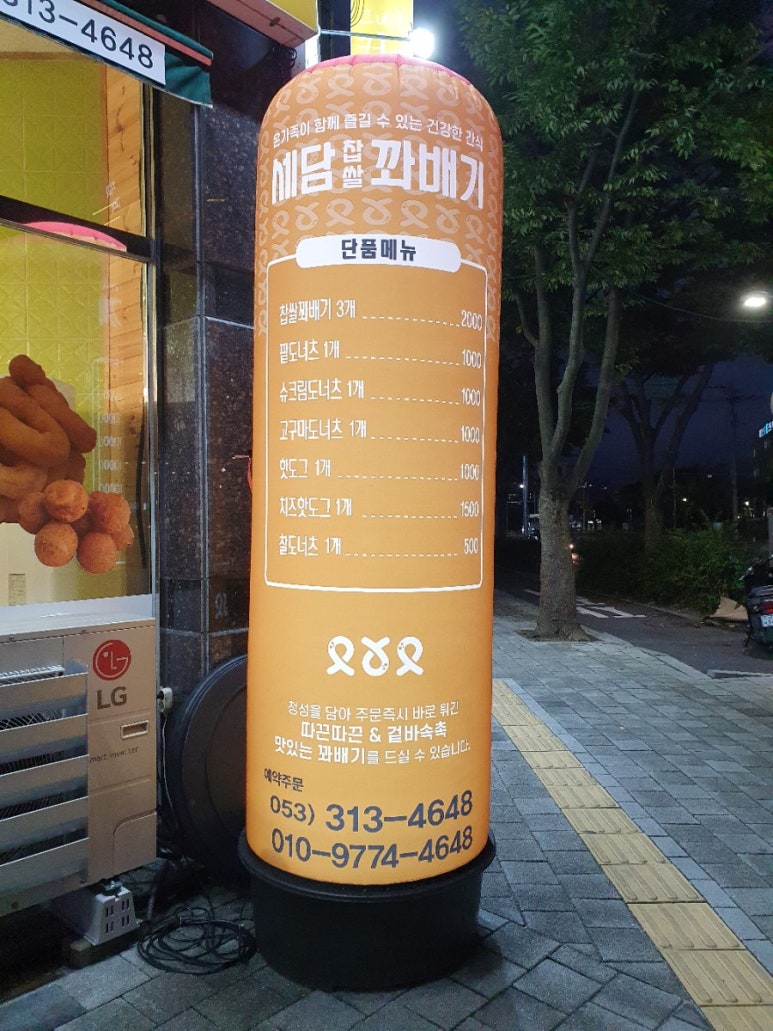 313-4648
온가족이 함께 즐길 수 있는 건강한 간식
세담 찹쌀 꽈배기
단품메뉴
찹쌀꽈배기 3개 2000
팥도너츠 1개 1000
슈크림도너츠 1개 1000
고구마도너츠 1개 1000
핫도그 1개 1000
치즈핫도그 1개 1500
찰도너츠 1개 500
정성을 담아 주문즉시 바로 튀긴
따끈따끈 & 겉바속촉
맛있는 꽈배기를 드실 수 있습니다.
예약주문
053) 313-4648
010-9774-4648
LG